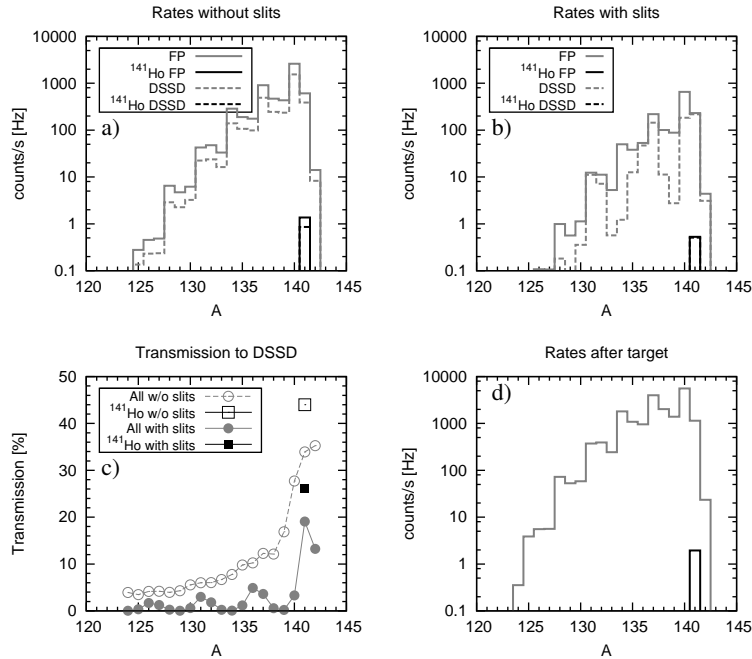 Rates without slits
10000
1000
100
10
1
0.1
counts/s [Hz]
FP
¹⁴¹Ho FP
DSSD
¹⁴¹Ho DSSD
a)
120 125 130 135 140 145
A
Rates with slits
10000
1000
100
10
1
0.1
counts/s [Hz]
FP
¹⁴¹Ho FP
DSSD
¹⁴¹Ho DSSD
b)
120 125 130 135 140 145
A
Transmission to DSSD
50
40
30
20
10
0
Transmission [%]
All w/o slits
¹⁴¹Ho w/o slits
All with slits
¹⁴¹Ho with slits
c)
120 125 130 135 140 145
A
Rates after target
d)
10000
1000
100
10
1
0.1
counts/s [Hz]
120 125 130 135 140 145
A